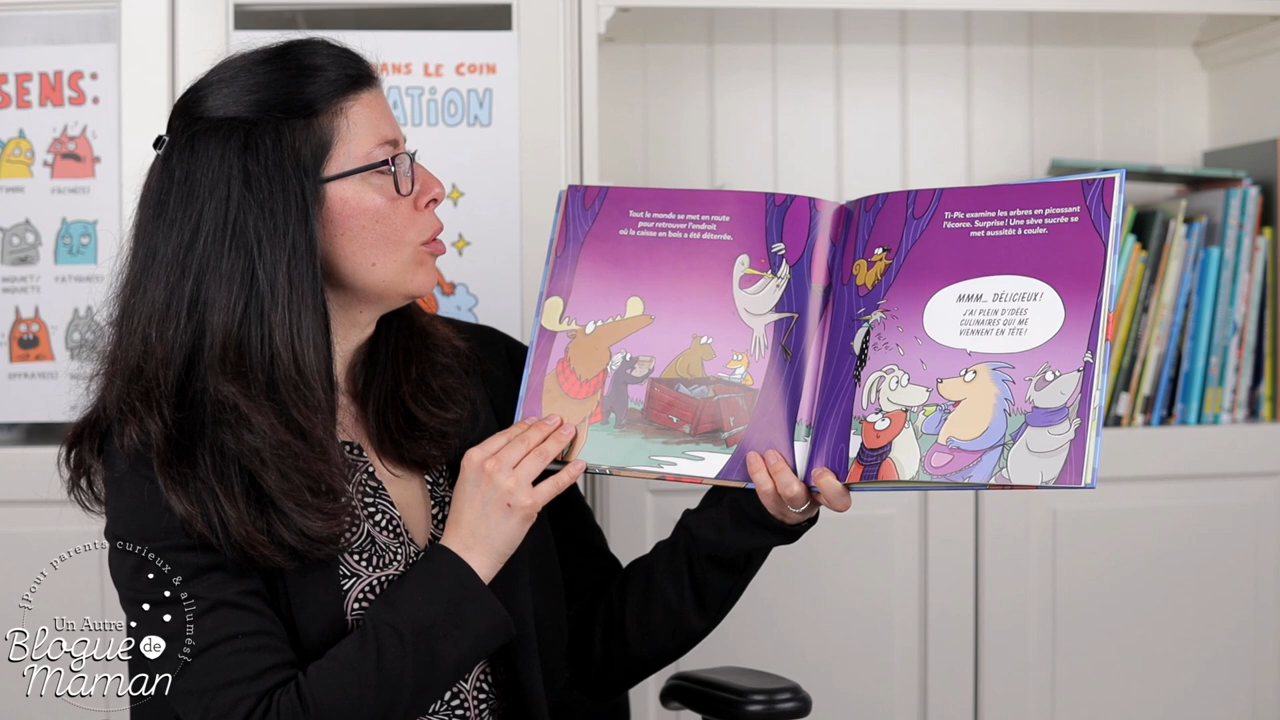 SENS:
FÂCHÉ(E)
FATIGUÉ(E)
EFFRAYÉ(E)
ANS LE COIN
ATION
Tout le monde se met en route
pour retrouver l'endroit
où la caisse en bois a été déterrée.
Ti-Pic examine les arbres en picossant
l'écorce. Surprise! Une sève sucrée se
met aussitôt à couler.
MMM... DÉLICIEUX!
J'AI PLEIN D'IDÉES
CULINAIRES QUI ME
VIENNENT EN TÊTE!
{Pour parents curieux & allumés}
Un Autre
Blogue de
Maman